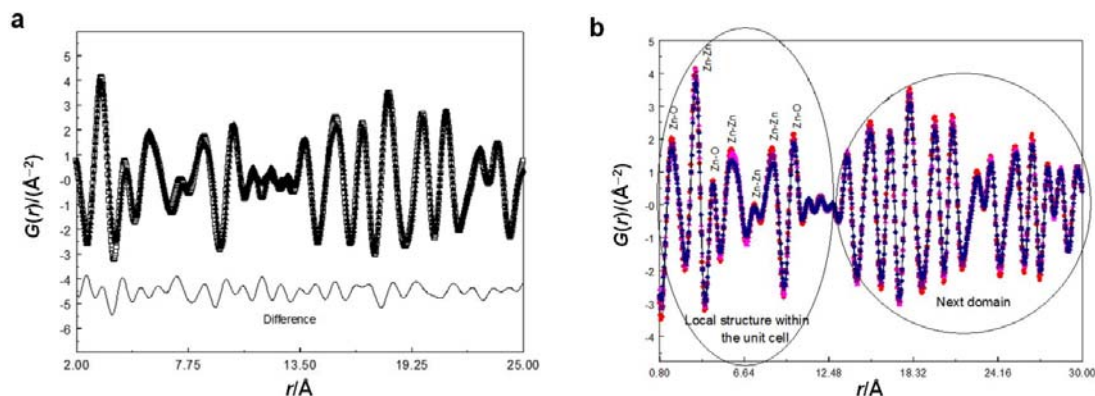 a
G(r)/(Å⁻²)
5
4
3
2
1
-0
-1
-2
-3
-4
-5
-6
Difference
2.00 7.75 13.50 19.25 25.00
r/Å
b
G(r)/(Å⁻²)
5
4
3
2
1
-0
-1
-2
-3
-4
Zn-O
Zn-Zn
Zn-O
Zn-Zn
Zn-Zn
Zn-Zn
Zn-O
Local structure within
the unit cell
Next domain
0.80 6.64 12.48 18.32 24.16 30.00
r/Å